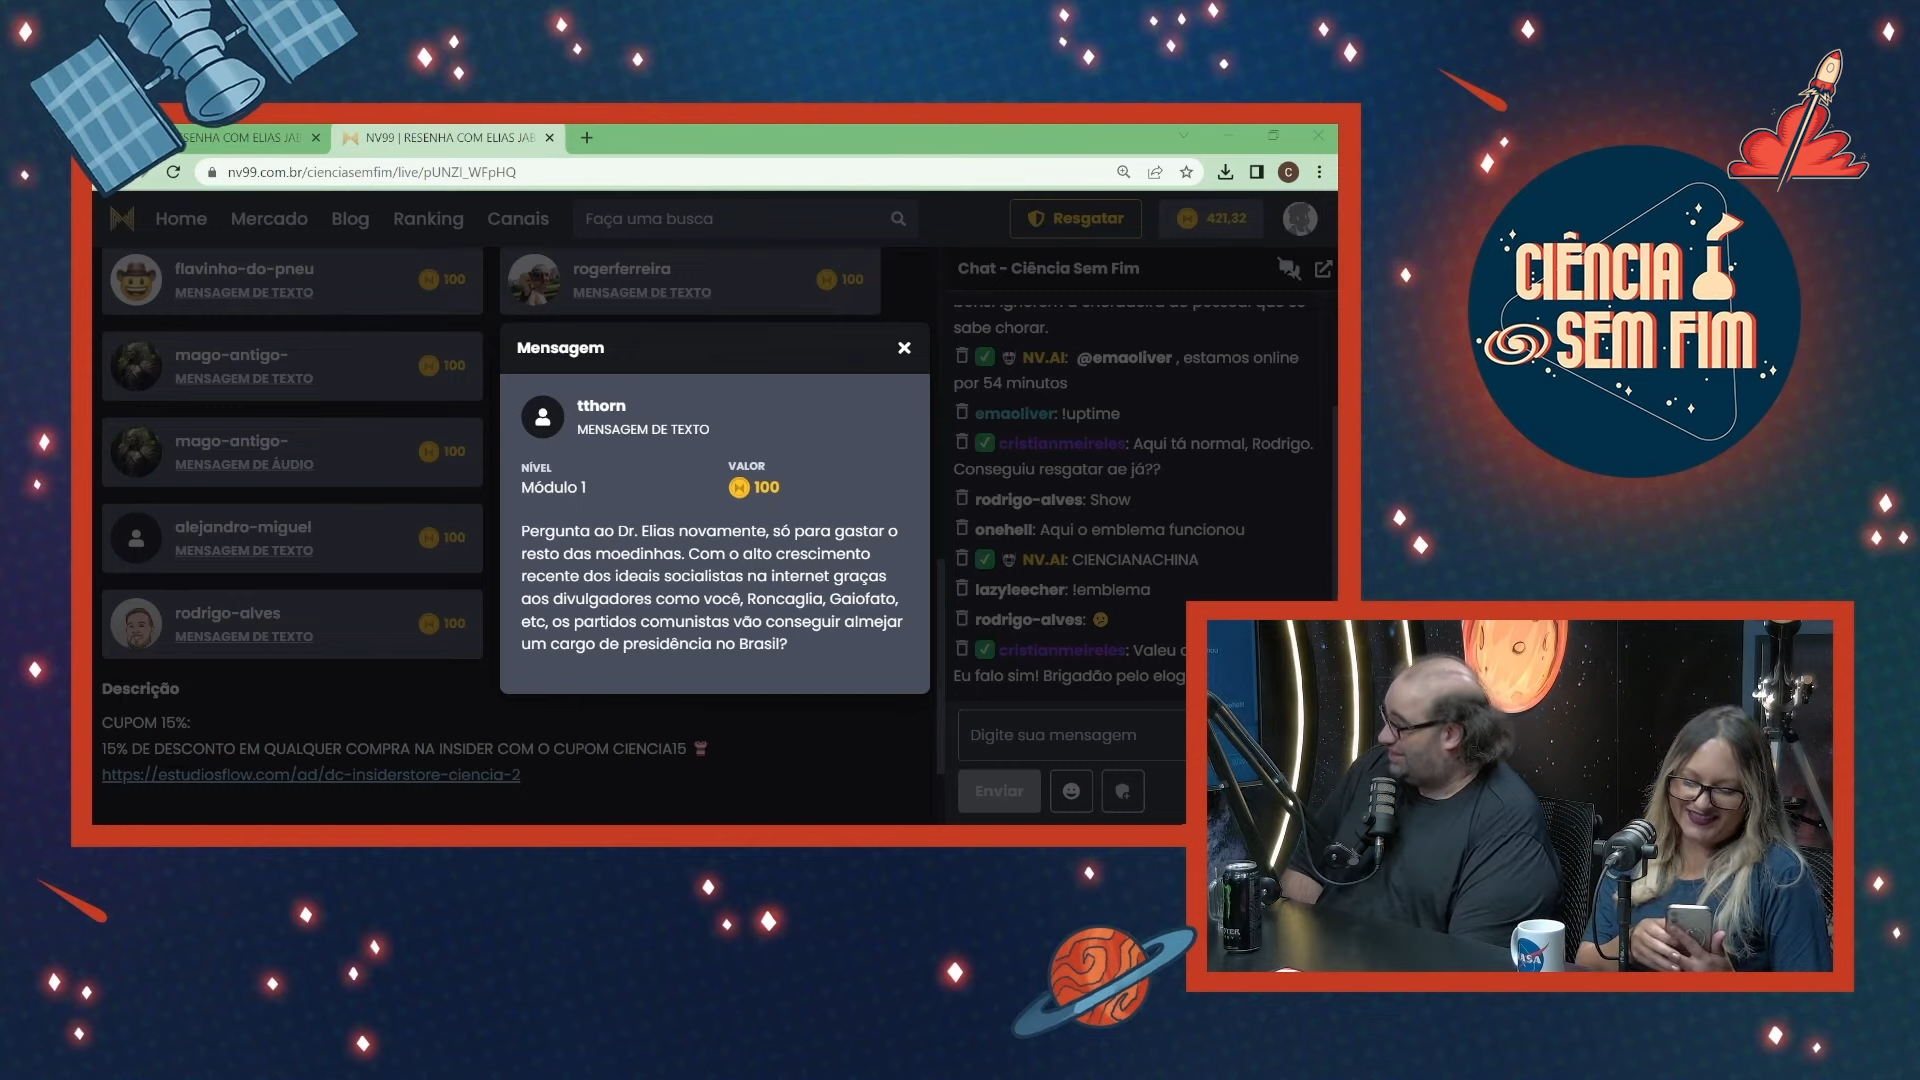 SENHA COM ELIAS JAB
NV99 | RESENHA COM ELIAS JAB
nv99.com.br/cienciasemfim/live/pUNZI_WFpHQ
C
Home Mercado Blog Ranking Canais
Faça uma busca
Resgatar
421,32
flavinho-do-pneu
MENSAGEM DE TEXTO
100
rogerferreira
MENSAGEM DE TEXTO
100
mago-antigo-
MENSAGEM DE TEXTO
100
mago-antigo-
MENSAGEM DE ÁUDIO
100
alejandro-miguel
MENSAGEM DE TEXTO
100
rodrigo-alves
MENSAGEM DE TEXTO
100
Descrição
CUPOM 15%:
15% DE DESCONTO EM QUALQUER COMPRA NA INSIDER COM O CUPOM CIENCIA15
https://estudiosflow.com/ad/dc-insiderstore-ciencia-2
Mensagem
tthorn
MENSAGEM DE TEXTO
NÍVEL
Módulo 1
VALOR
100
Pergunta ao Dr. Elias novamente, só para gastar o
resto das moedinhas. Com o alto crescimento
recente dos ideais socialistas na internet graças
aos divulgadores como você, Roncaglia, Gaiofato,
etc, os partidos comunistas vão conseguir almejar
um cargo de presidência no Brasil?
Chat - Ciência Sem Fim
sabe chorar.
NV.AI: @emaoliver , estamos online
por 54 minutos
emaoliver: !uptime
cristianmeireles: Aqui tá normal, Rodrigo.
Conseguiu resgatar ae já??
rodrigo-alves: Show
onehell: Aqui o emblema funcionou
NV.AI: CIENCIANACHINA
lazyleecher: !emblema
rodrigo-alves:
cristianmeireles: Valeu
Eu falo sim! Brigadão pelo elog
Digite sua mensagem
Enviar
CIÊNCIA
SEM FIM